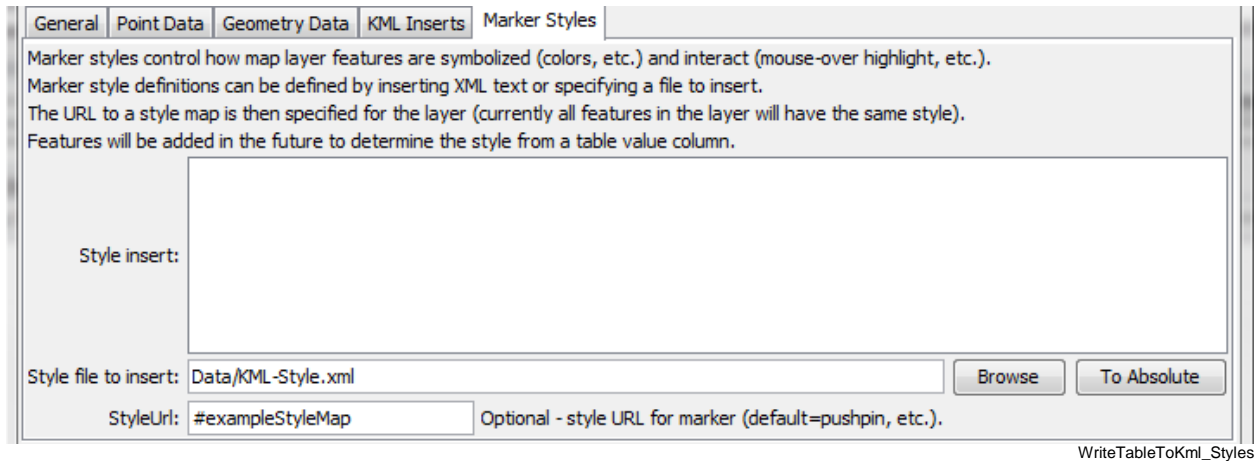 General Point Data Geometry Data KML Inserts Marker Styles
Marker styles control how map layer features are symbolized (colors, etc.) and interact (mouse-over highlight, etc.).
Marker style definitions can be defined by inserting XML text or specifying a file to insert.
The URL to a style map is then specified for the layer (currently all features in the layer will have the same style).
Features will be added in the future to determine the style from a table value column.
Style insert:
Style file to insert: Data/KML-Style.xml Browse To Absolute
StyleUrl: #exampleStyleMap Optional - style URL for marker (default=pushpin, etc.).
WriteTableToKml_Styles